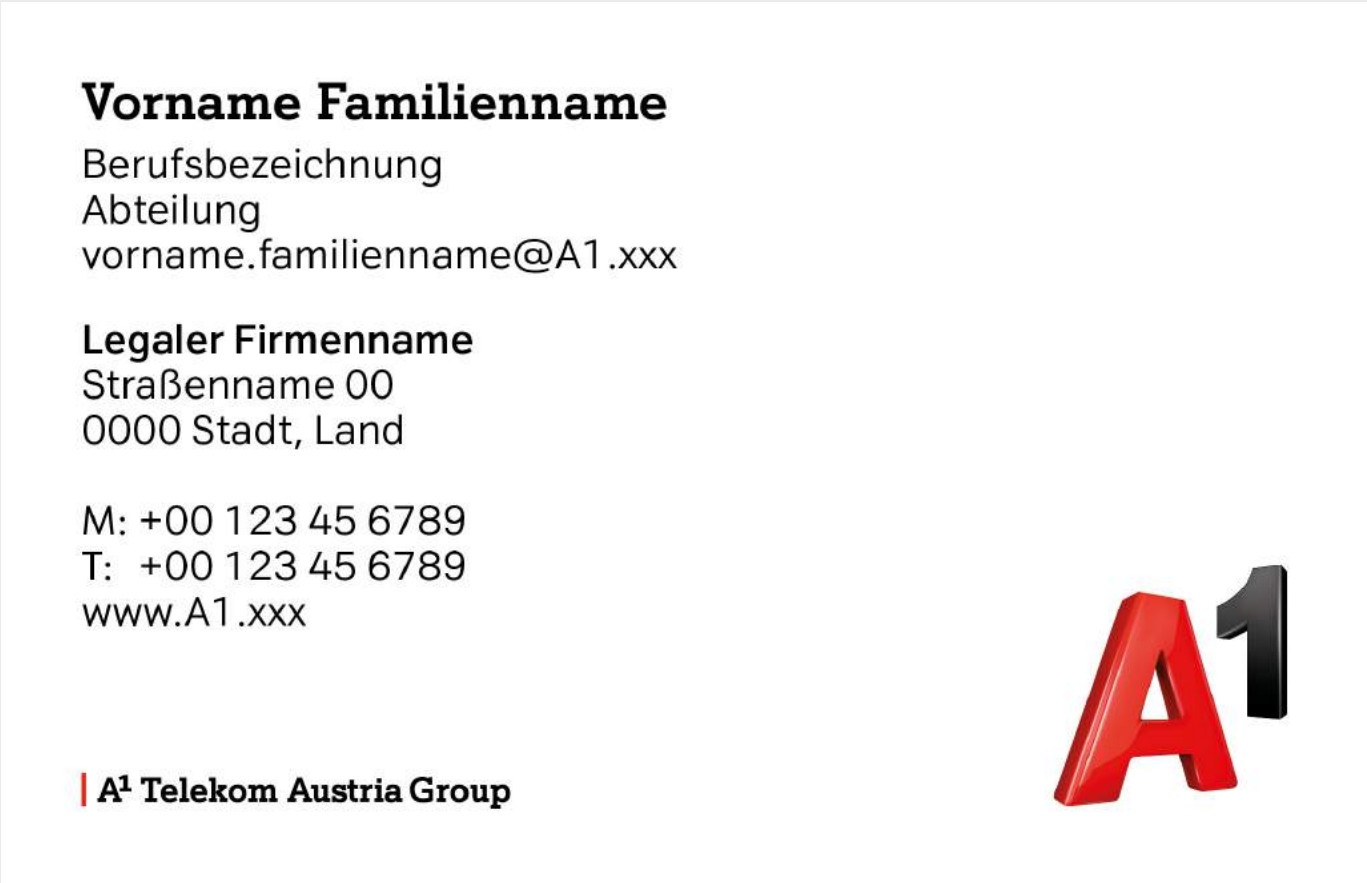 Vorname Familienname
Berufsbezeichnung
Abteilung
vorname.familienname@A1.xxx
Legaler Firmenname
Straßenname 00
0000 Stadt, Land
M: +00 123 45 6789
T: +00 123 45 6789
www.A1.xxx
A1
A¹ Telekom Austria Group